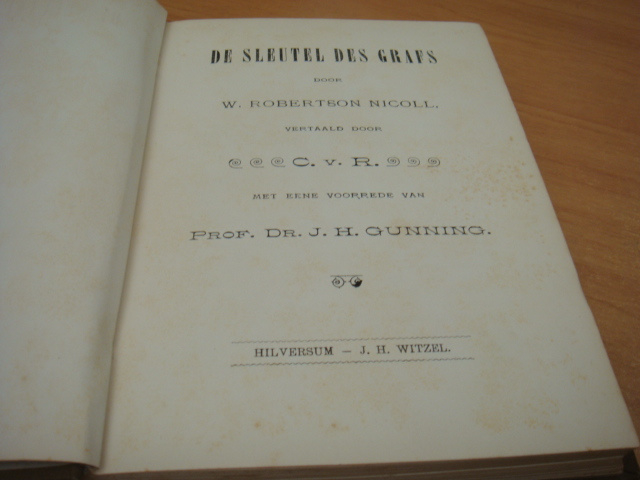 DE SLEUTEL DES GRAFS
DOOR
W. ROBERTSON NICOLL.
VERTAALD DOOR
C. v. R.
MET EENE VOORREDE VAN
PROF. DR. J. H. GUNNING.
HILVERSUM – J. H. WITZEL.